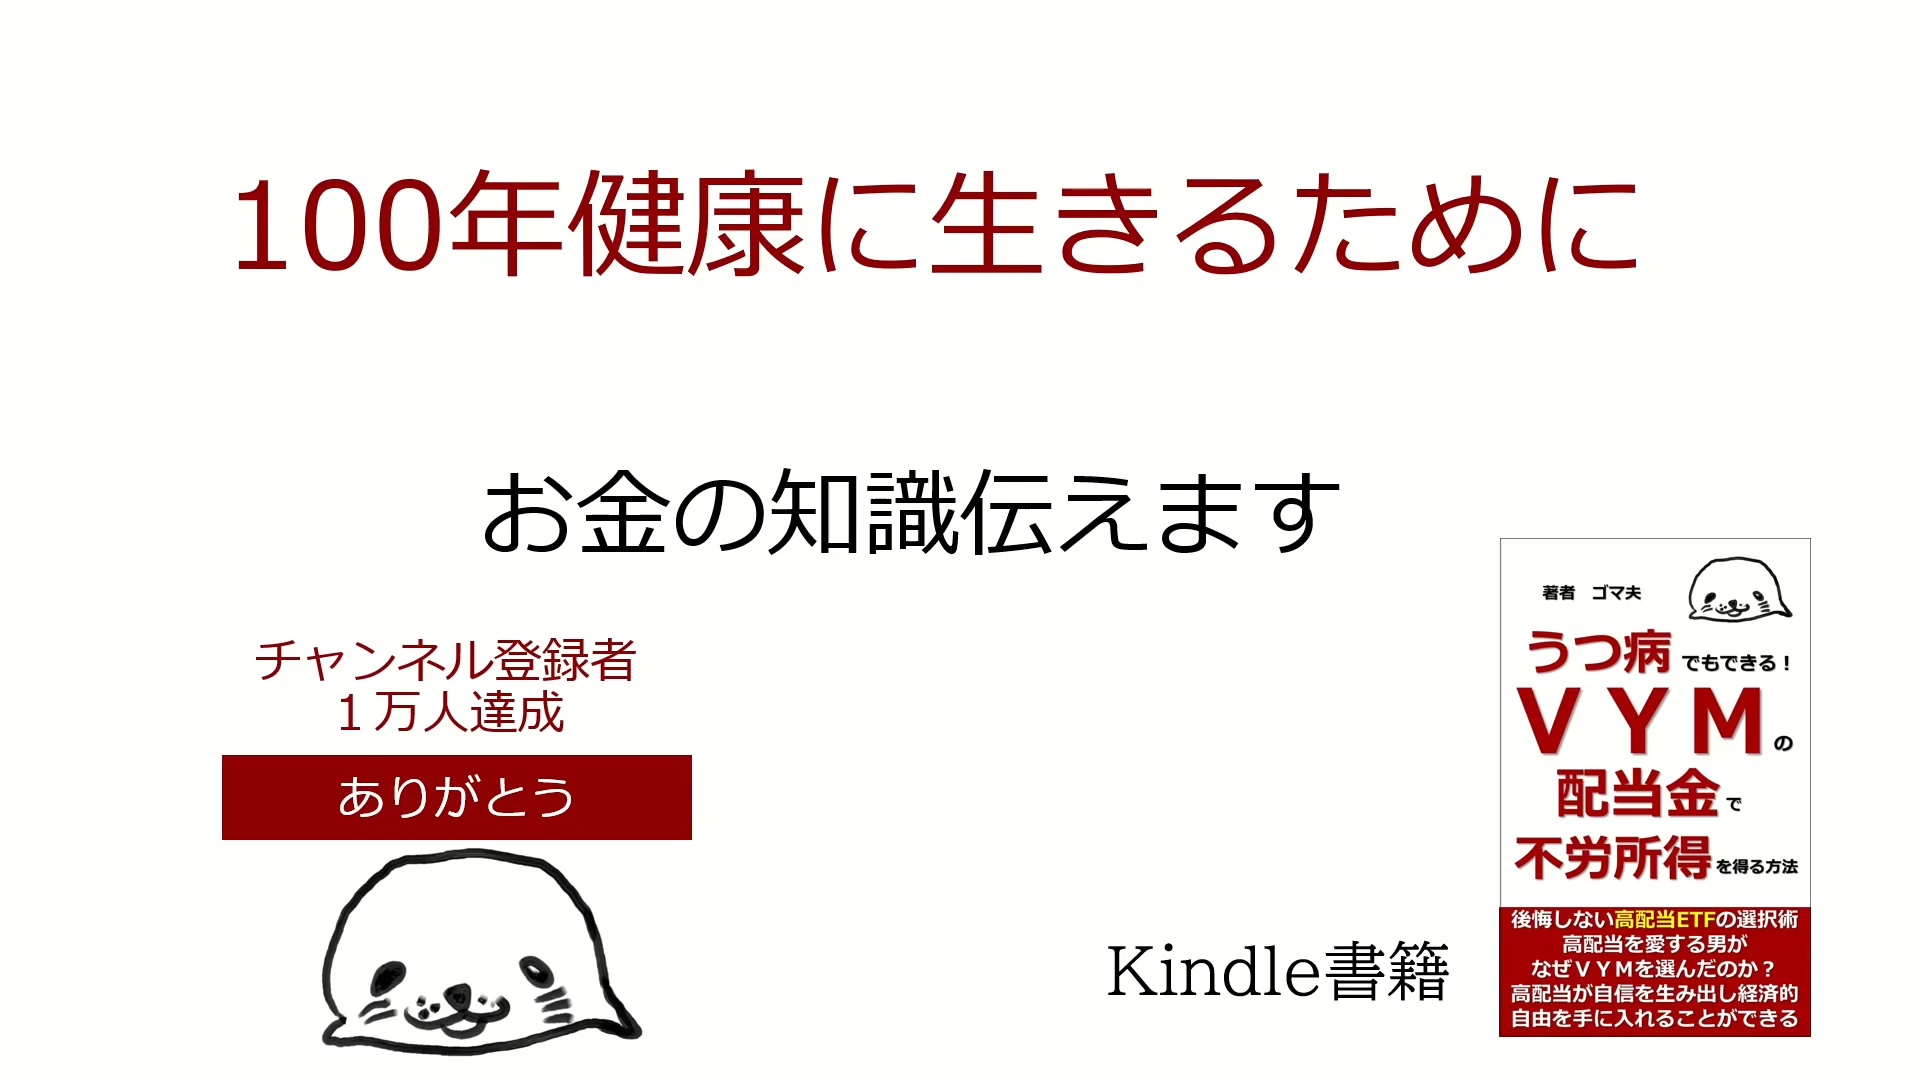 100年健康に生きるために
お金の知識伝えます
チャンネル登録者
１万人達成
ありがとう
Kindle書籍
著者　ゴマ夫
うつ病でもできる！
ＶＹＭの
配当金で
不労所得を得る方法
後悔しない高配当ETFの選択術
高配当を愛する男が
なぜＶＹＭを選んだのか？
高配当が自信を生み出し経済的
自由を手に入れることができる